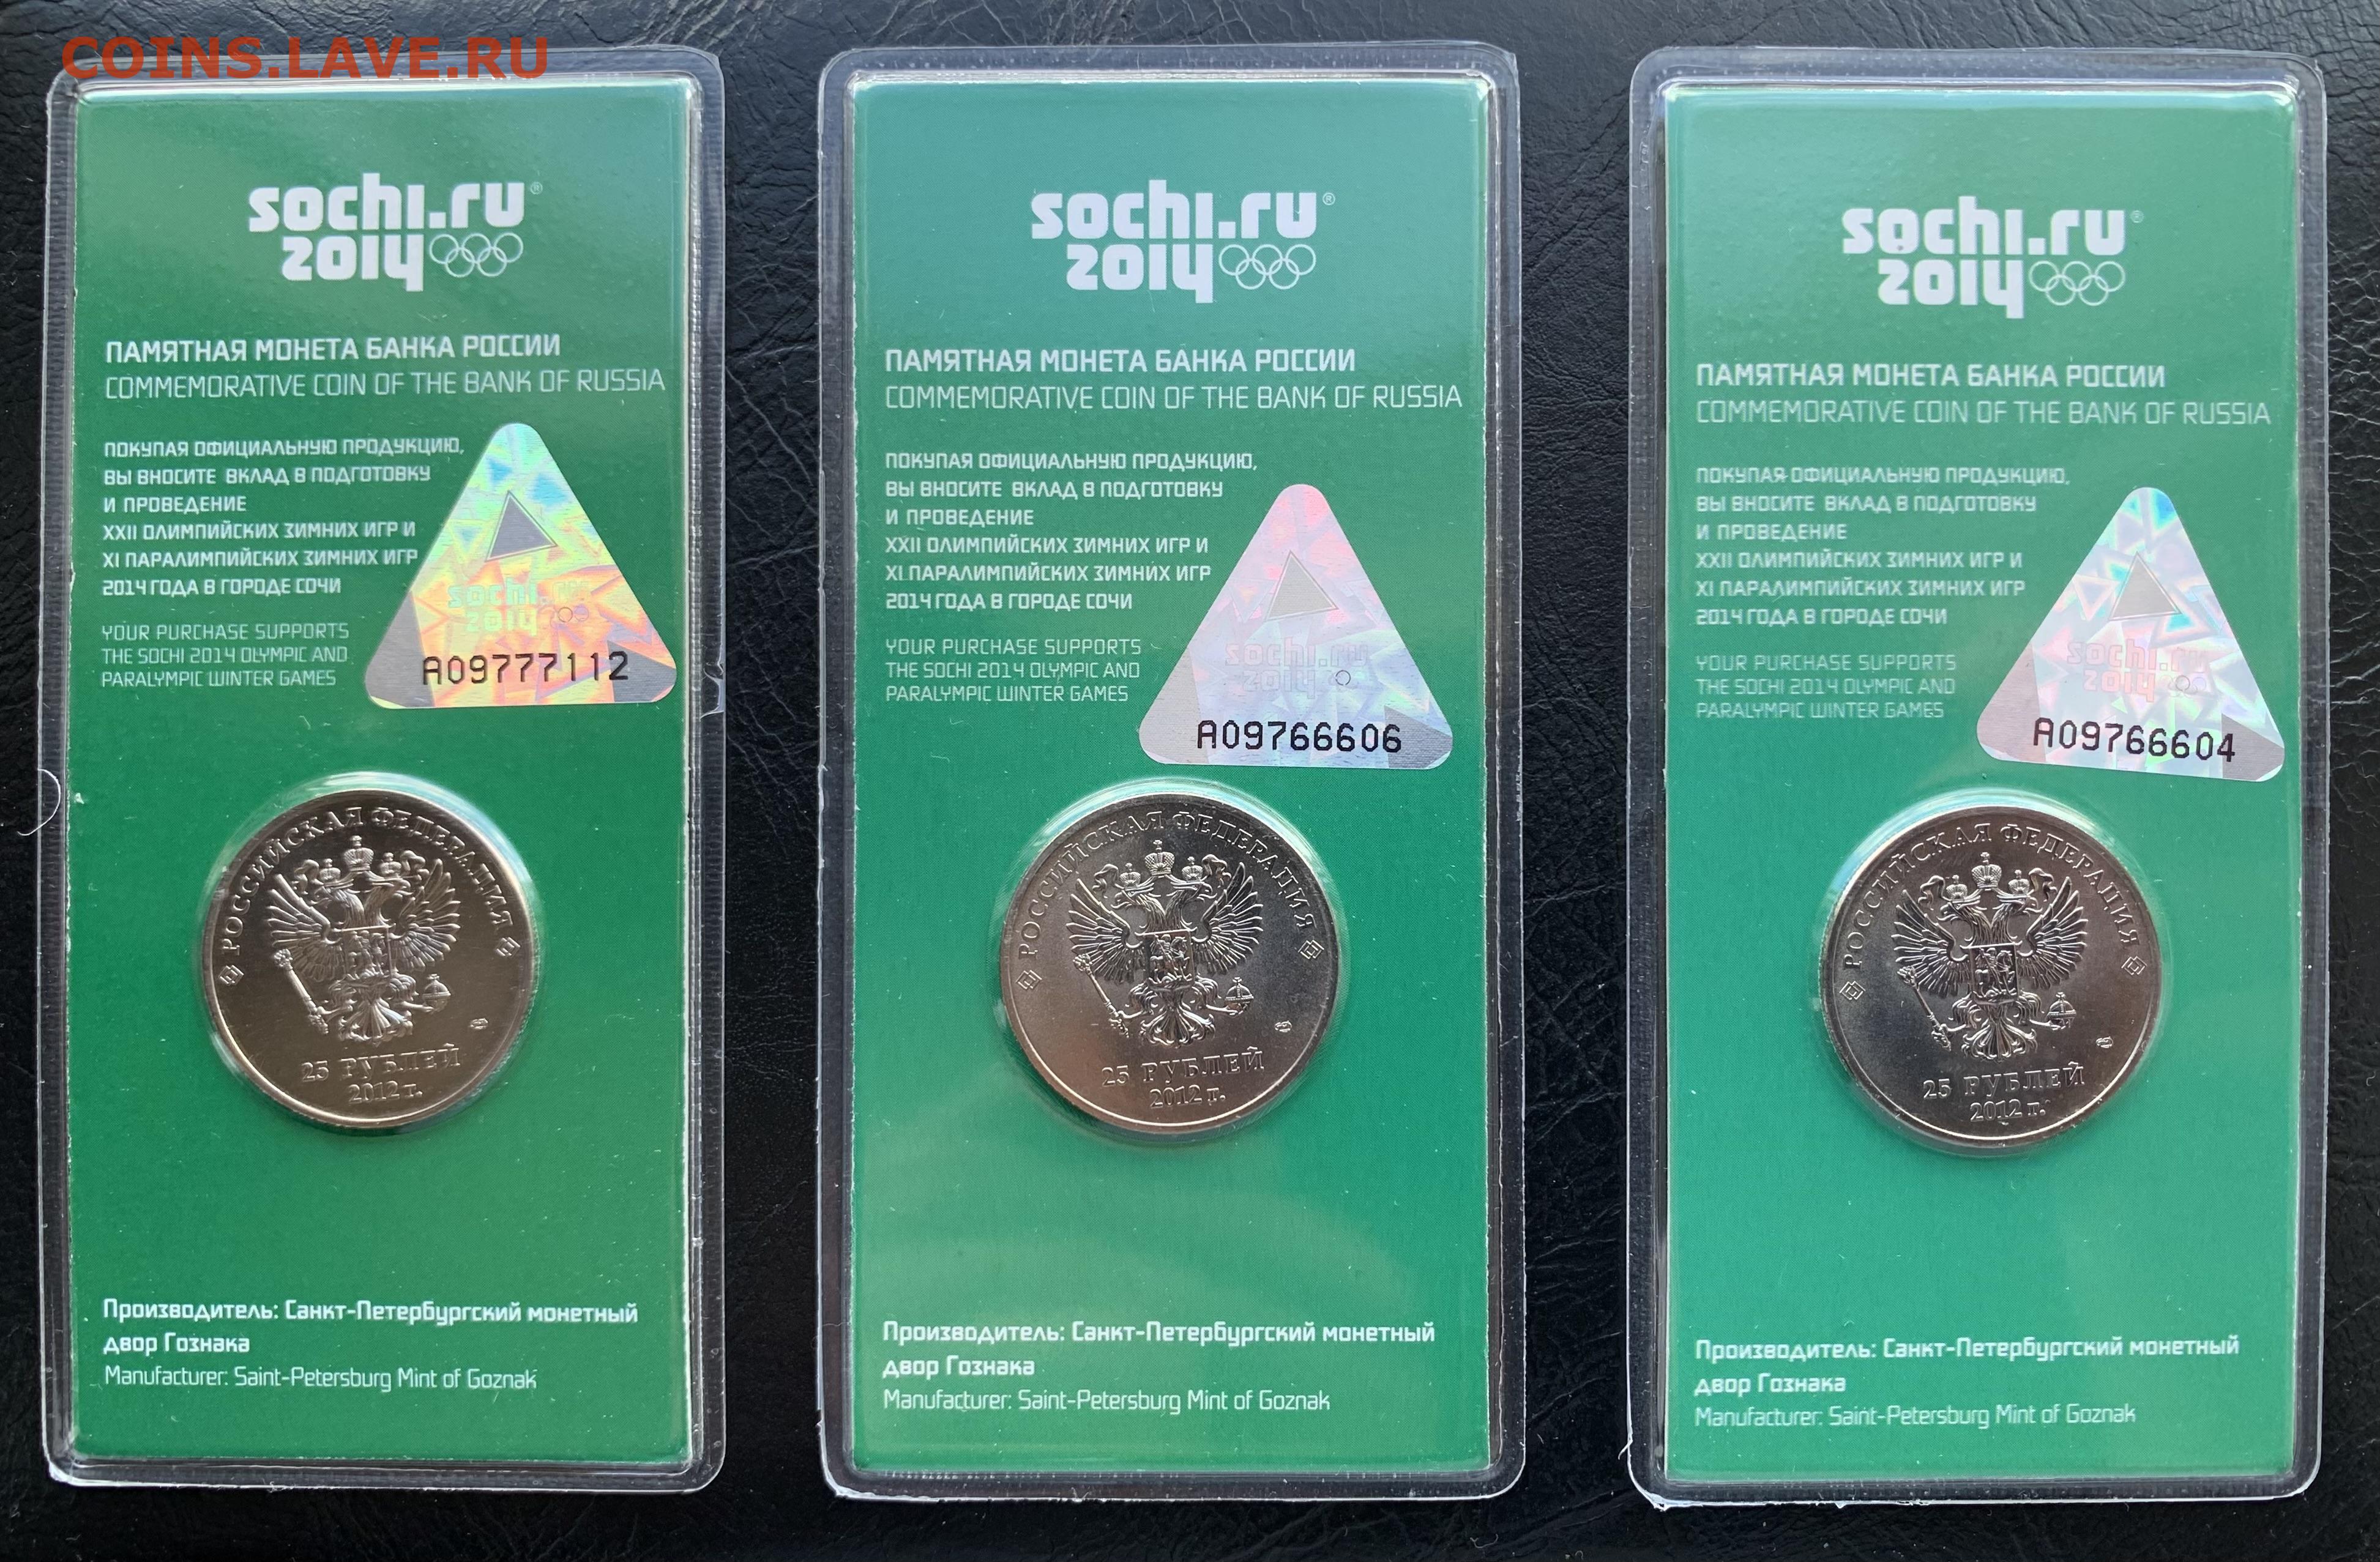 COINS.LAVE.RU
sochi.ru®
2014
ПАМЯТНАЯ МОНЕТА БАНКА РОССИИ
COMMEMORATIVE COIN OF THE BANK OF RUSSIA
ПОКУПАЯ ОФИЦИАЛЬНУЮ ПРОДУКЦИЮ,
ВЫ ВНОСИТЕ ВКЛАД В ПОДГОТОВКУ
И ПРОВЕДЕНИЕ
XXII ОЛИМПИЙСКИХ ЗИМНИХ ИГР И
XI ПАРАЛИМПИЙСКИХ ЗИМНИХ ИГР
2014 ГОДА В ГОРОДЕ СОЧИ
YOUR PURCHASE SUPPORTS
THE SOCHI 2014 OLYMPIC AND
PARALYMPIC WINTER GAMES
sochi.ru
2014
A09777112
РОССИЙСКАЯ ФЕДЕРАЦИЯ
25 РУБЛЕЙ
2012 г.
Производитель: Санкт-Петербургский монетный
двор Гознака
Manufacturer: Saint-Petersburg Mint of Goznak
sochi.ru®
2014
ПАМЯТНАЯ МОНЕТА БАНКА РОССИИ
COMMEMORATIVE COIN OF THE BANK OF RUSSIA
ПОКУПАЯ ОФИЦИАЛЬНУЮ ПРОДУКЦИЮ,
ВЫ ВНОСИТЕ ВКЛАД В ПОДГОТОВКУ
И ПРОВЕДЕНИЕ
XXII ОЛИМПИЙСКИХ ЗИМНИХ ИГР И
XI ПАРАЛИМПИЙСКИХ ЗИМНИХ ИГР
2014 ГОДА В ГОРОДЕ СОЧИ
YOUR PURCHASE SUPPORTS
THE SOCHI 2014 OLYMPIC AND
PARALYMPIC WINTER GAMES
sochi.ru
2014
A09766606
РОССИЙСКАЯ ФЕДЕРАЦИЯ
25 РУБЛЕЙ
2012 г.
Производитель: Санкт-Петербургский монетный
двор Гознака
Manufacturer: Saint-Petersburg Mint of Goznak
sochi.ru®
2014
ПАМЯТНАЯ МОНЕТА БАНКА РОССИИ
COMMEMORATIVE COIN OF THE BANK OF RUSSIA
ПОКУПАЯ ОФИЦИАЛЬНУЮ ПРОДУКЦИЮ,
ВЫ ВНОСИТЕ ВКЛАД В ПОДГОТОВКУ
И ПРОВЕДЕНИЕ
XXII ОЛИМПИЙСКИХ ЗИМНИХ ИГР И
XI ПАРАЛИМПИЙСКИХ ЗИМНИХ ИГР
2014 ГОДА В ГОРОДЕ СОЧИ
YOUR PURCHASE SUPPORTS
THE SOCHI 2014 OLYMPIC AND
PARALYMPIC WINTER GAMES
sochi.ru
2014
A09766604
РОССИЙСКАЯ ФЕДЕРАЦИЯ
25 РУБЛЕЙ
2012 г.
Производитель: Санкт-Петербургский монетный
двор Гознака
Manufacturer: Saint-Petersburg Mint of Goznak